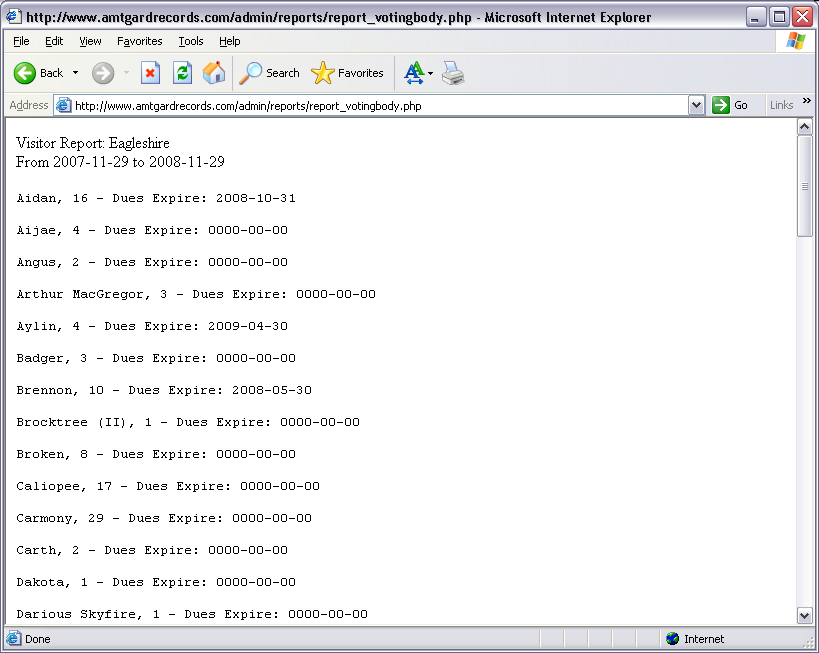 http://www.amtgardrecords.com/admin/reports/report_votingbody.php - Microsoft Internet Explorer
File Edit View Favorites Tools Help
Back Search Favorites
Address http://www.amtgardrecords.com/admin/reports/report_votingbody.php Go Links »
Visitor Report: Eagleshire
From 2007-11-29 to 2008-11-29
Aidan, 16 - Dues Expire: 2008-10-31
Aijae, 4 - Dues Expire: 0000-00-00
Angus, 2 - Dues Expire: 0000-00-00
Arthur MacGregor, 3 - Dues Expire: 0000-00-00
Aylin, 4 - Dues Expire: 2009-04-30
Badger, 3 - Dues Expire: 0000-00-00
Brennon, 10 - Dues Expire: 2008-05-30
Brocktree (II), 1 - Dues Expire: 0000-00-00
Broken, 8 - Dues Expire: 0000-00-00
Caliopee, 17 - Dues Expire: 0000-00-00
Carmony, 29 - Dues Expire: 0000-00-00
Carth, 2 - Dues Expire: 0000-00-00
Dakota, 1 - Dues Expire: 0000-00-00
Darious Skyfire, 1 - Dues Expire: 0000-00-00
Done Internet